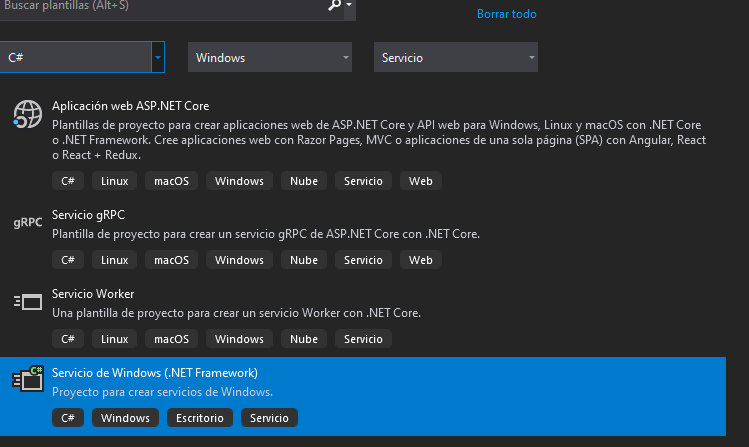 Buscar plantillas (Alt+S)
Borrar todo
C# Windows Servicio
Aplicación web ASP.NET Core
Plantillas de proyecto para crear aplicaciones web de ASP.NET Core y API web para Windows, Linux y macOS con .NET Core
o .NET Framework. Cree aplicaciones web con Razor Pages, MVC o aplicaciones de una sola página (SPA) con Angular, React
o React + Redux.
C# Linux macOS Windows Nube Servicio Web
gRPC
Servicio gRPC
Plantilla de proyecto para crear un servicio gRPC de ASP.NET Core con .NET Core.
C# Linux macOS Windows Nube Servicio Web
Servicio Worker
Una plantilla de proyecto para crear un servicio Worker con .NET Core.
C# Linux macOS Windows Nube Servicio
C#
Servicio de Windows (.NET Framework)
Proyecto para crear servicios de Windows.
C# Windows Escritorio Servicio